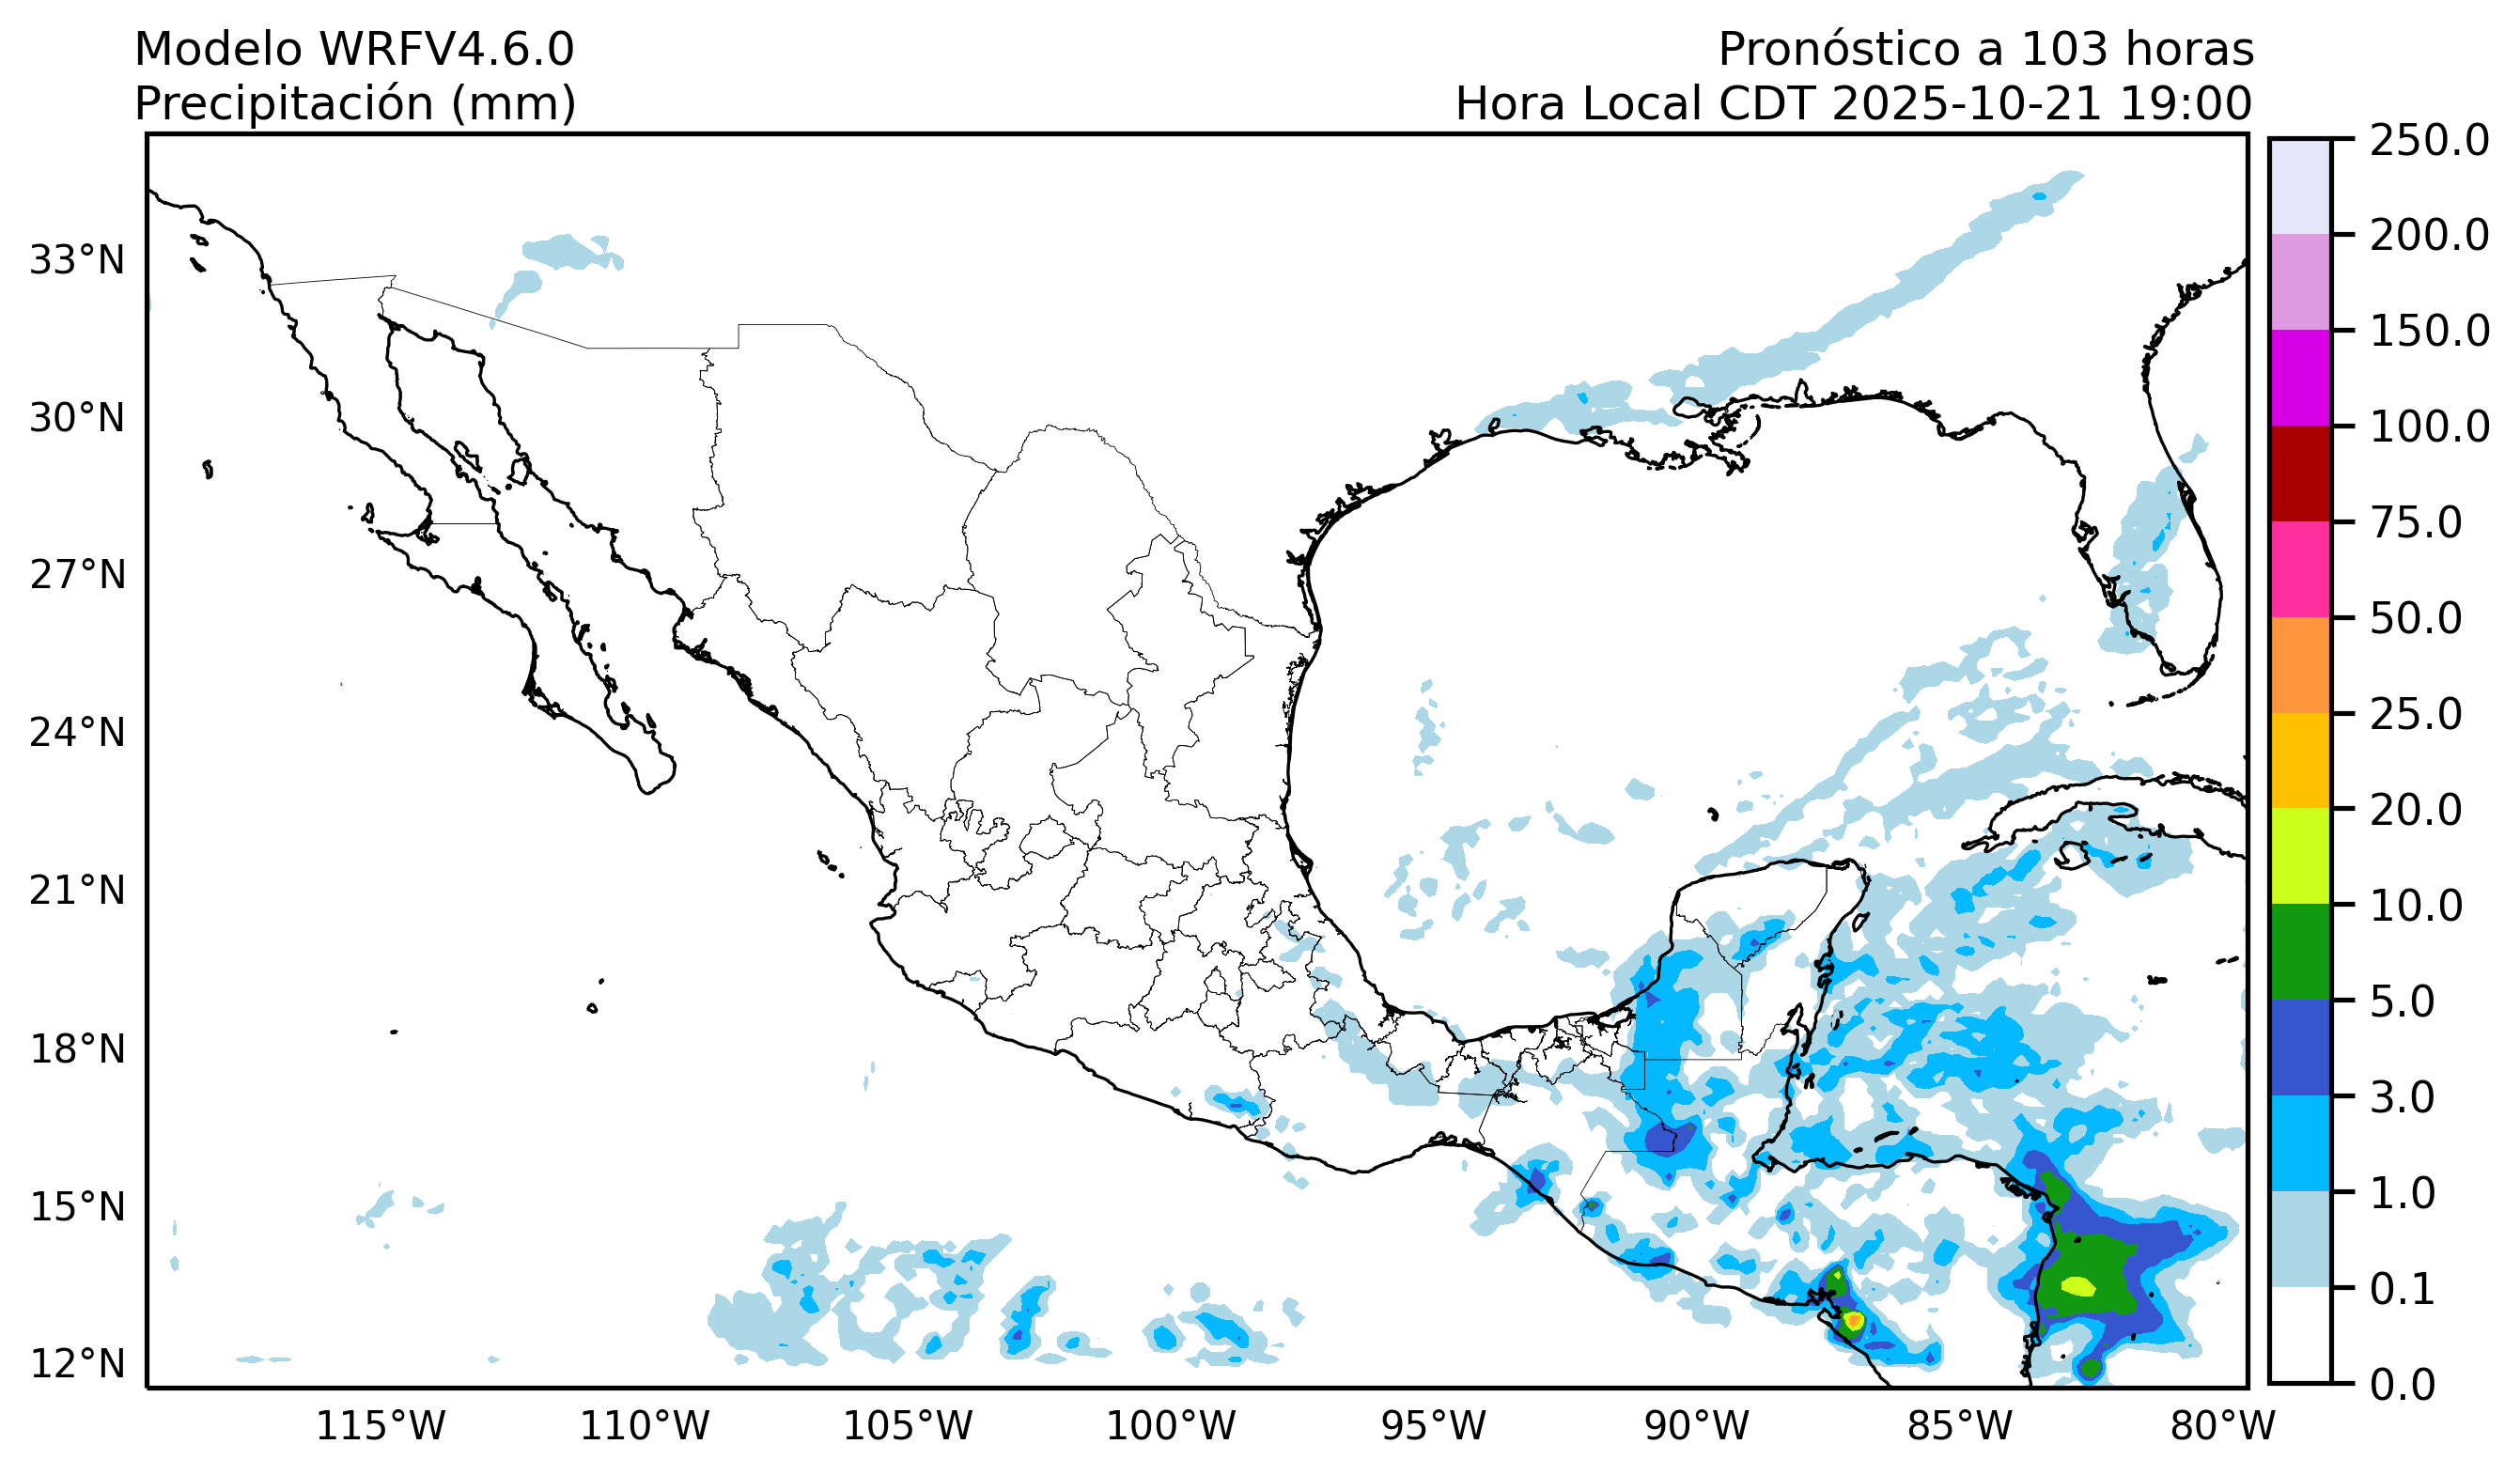 Modelo WRFV4.6.0
Precipitación (mm)
Pronóstico a 103 horas
Hora Local CDT 2025-10-21 19:00
33°N
30°N
27°N
24°N
21°N
18°N
15°N
12°N
115°W
110°W
105°W
100°W
95°W
90°W
85°W
80°W
250.0
200.0
150.0
100.0
75.0
50.0
25.0
20.0
10.0
5.0
3.0
1.0
0.1
0.0